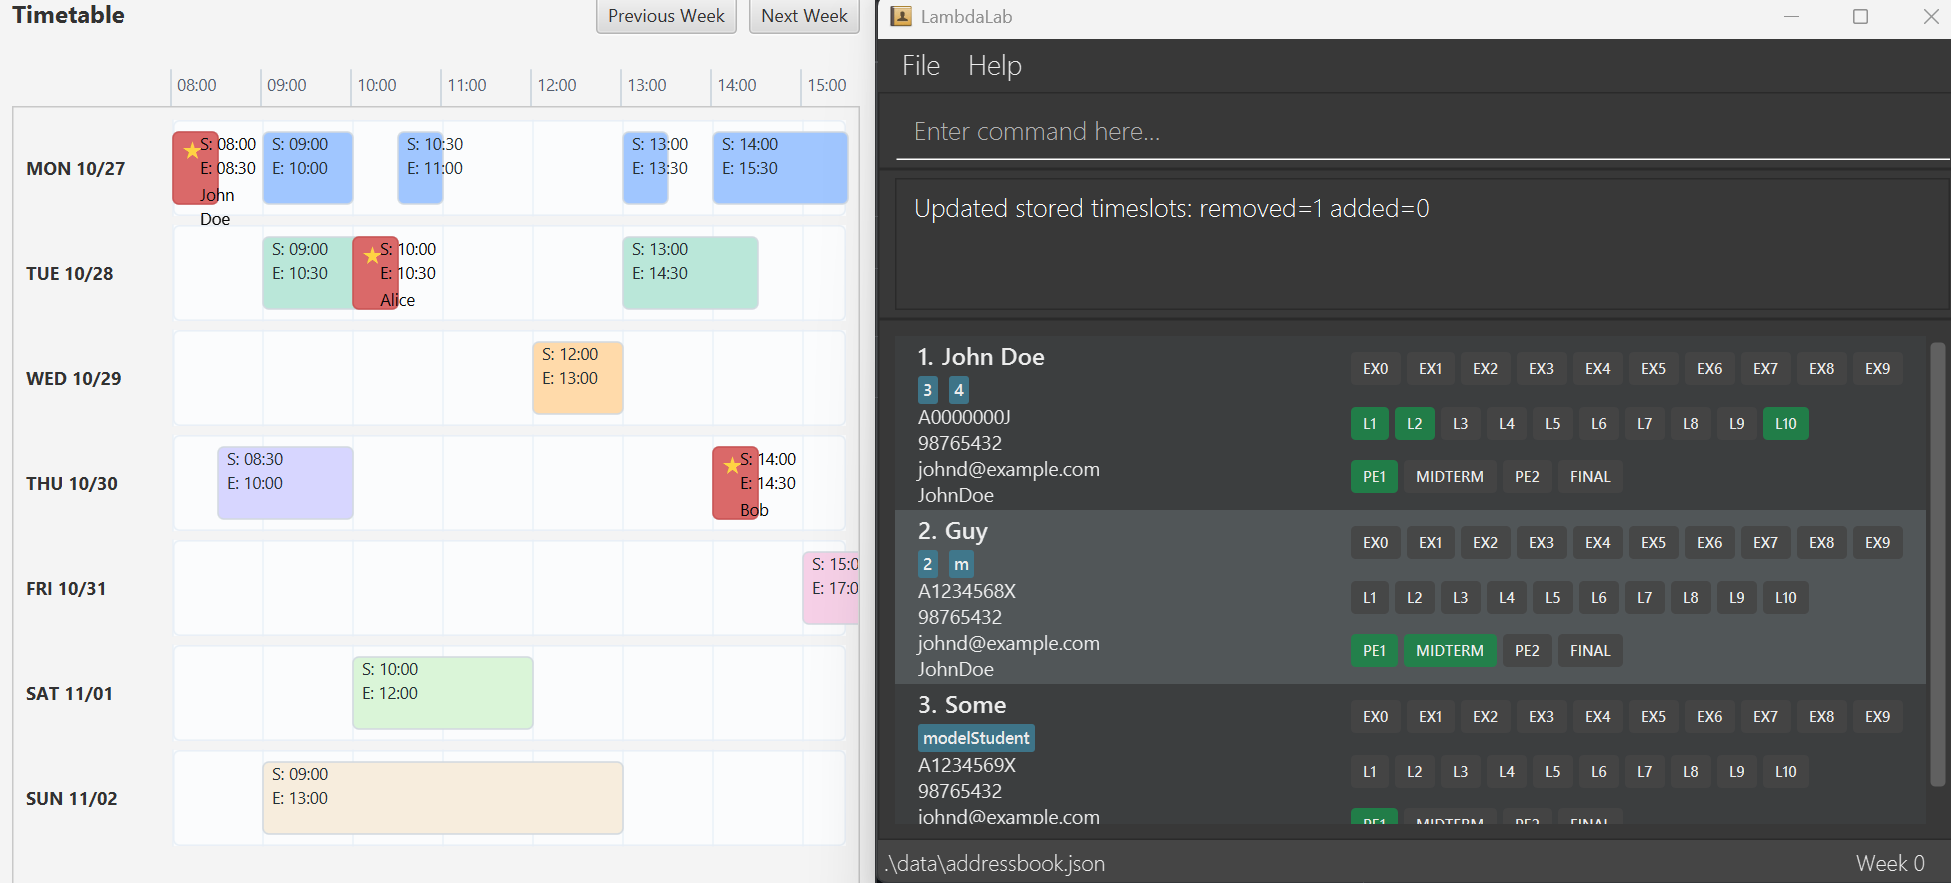 Timetable
Previous Week
Next Week
08:00 09:00 10:00 11:00 12:00 13:00 14:00 15:00
MON 10/27
S: 08:00
E: 08:30
John
Doe
S: 09:00
E: 10:00
S: 10:30
E: 11:00
S: 13:00
E: 13:30
S: 14:00
E: 15:30
TUE 10/28
S: 09:00
E: 10:30
S: 10:00
E: 10:30
Alice
S: 13:00
E: 14:30
WED 10/29
S: 12:00
E: 13:00
THU 10/30
S: 08:30
E: 10:00
S: 14:00
E: 14:30
Bob
FRI 10/31
S: 15:0
E: 17:0
SAT 11/01
S: 10:00
E: 12:00
SUN 11/02
S: 09:00
E: 13:00
LambdaLab
File Help
Enter command here...
Updated stored timeslots: removed=1 added=0
1. John Doe
3 4
A0000000J
98765432
johnd@example.com
JohnDoe
EX0 EX1 EX2 EX3 EX4 EX5 EX6 EX7 EX8 EX9
L1 L2 L3 L4 L5 L6 L7 L8 L9 L10
PE1 MIDTERM PE2 FINAL
2. Guy
2 m
A1234568X
98765432
johnd@example.com
JohnDoe
EX0 EX1 EX2 EX3 EX4 EX5 EX6 EX7 EX8 EX9
L1 L2 L3 L4 L5 L6 L7 L8 L9 L10
PE1 MIDTERM PE2 FINAL
3. Some
modelStudent
A1234569X
98765432
johnd@example.com
EX0 EX1 EX2 EX3 EX4 EX5 EX6 EX7 EX8 EX9
L1 L2 L3 L4 L5 L6 L7 L8 L9 L10
PE1 MIDTERM PE2 FINAL
.\data\addressbook.json
Week 0